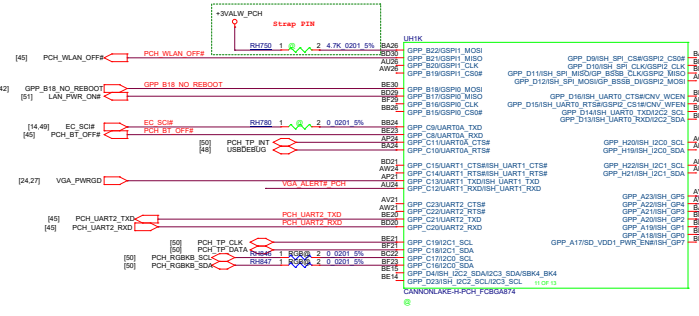 +3VALW_PCH
Strap PIN
UH1K
RH750 1 @ 2 4.7K_0201_5% BA26 GPP_B22/GSPI1_MOSI
[45] PCH_WLAN_OFF# PCH_WLAN_OFF# BD30 GPP_B21/GSPI1_MISO GPP_D9/ISH_SPI_CS#/GSPI2_CS0#
AU26 GPP_B20/GSPI1_CLK GPP_D10/ISH_SPI_CLK/GSPI2_CLK
AW26 GPP_B19/GSPI1_CS0# GPP_D11/ISH_SPI_MISO/GP_BSSB_CLK/GSPI2_MISO
GPP_D12/ISH_SPI_MOSI/GP_BSSB_DI/GSPI2_MOSI
42] GPP_B18_NO_REBOOT GPP_B18_NO_REBOOT BE30 GPP_B18/GSPI0_MOSI
[51] LAN_PWR_ON# BD29 GPP_B17/GSPI0_MISO GPP_D16/ISH_UART0_CTS#/CNV_WCEN
BF29 GPP_B16/GSPI0_CLK GPP_D15/ISH_UART0_RTS#/GSPI2_CS1#/CNV_WFEN
BB26 GPP_B15/GSPI0_CS0# GPP_D14/ISH_UART0_TXD/I2C2_SCL
GPP_D13/ISH_UART0_RXD/I2C2_SDA
[14,49] EC_SCI# EC_SCI# RH780 1 @ 2 0_0201_5% BB24 GPP_C9/UART0A_TXD
[45] PCH_BT_OFF# PCH_BT_OFF# BE23 GPP_C8/UART0A_RXD
[50] PCH_TP_INT AP24 GPP_C11/UART0A_CTS# GPP_H20/ISH_I2C0_SCL
[48] USBDEBUG BA24 GPP_C10/UART0A_RTS# GPP_H19/ISH_I2C0_SDA
BD21 GPP_C15/UART1_CTS#/ISH_UART1_CTS# GPP_H22/ISH_I2C1_SCL
AW24 GPP_C14/UART1_RTS#/ISH_UART1_RTS# GPP_H21/ISH_I2C1_SDA
[24,27] VGA_PWRGD AP21 GPP_C13/UART1_TXD/ISH_UART1_TXD
VGA_ALERT#_PCH AU24 GPP_C12/UART1_RXD/ISH_UART1_RXD
GPP_A23/ISH_GP5
AV21 GPP_C23/UART2_CTS# GPP_A22/ISH_GP4
AW21 GPP_C22/UART2_RTS# GPP_A21/ISH_GP3
[45] PCH_UART2_TXD PCH_UART2_TXD BE20 GPP_C21/UART2_TXD GPP_A20/ISH_GP2
[45] PCH_UART2_RXD PCH_UART2_RXD BD20 GPP_C20/UART2_RXD GPP_A19/ISH_GP1
GPP_A18/ISH_GP0
[50] PCH_TP_CLK BE21 GPP_C19/I2C1_SCL GPP_A17/SD_VDD1_PWR_EN#/ISH_GP7
[50] PCH_TP_DATA BF21 GPP_C18/I2C1_SDA
[50] PCH_RGBKB_SCL RH846 1 RGB@ 2 0_0201_5% BC22 GPP_C17/I2C0_SCL
[50] PCH_RGBKB_SDA RH847 1 RGB@ 2 0_0201_5% BF23 GPP_C16/I2C0_SDA
BE15 GPP_D4/ISH_I2C2_SDA/I2C3_SDA/SBK4_BK4
BE14 GPP_D23/ISH_I2C2_SCL/I2C3_SCL
11 OF 13
CANNONLAKE-H-PCH_FCBGA874
@